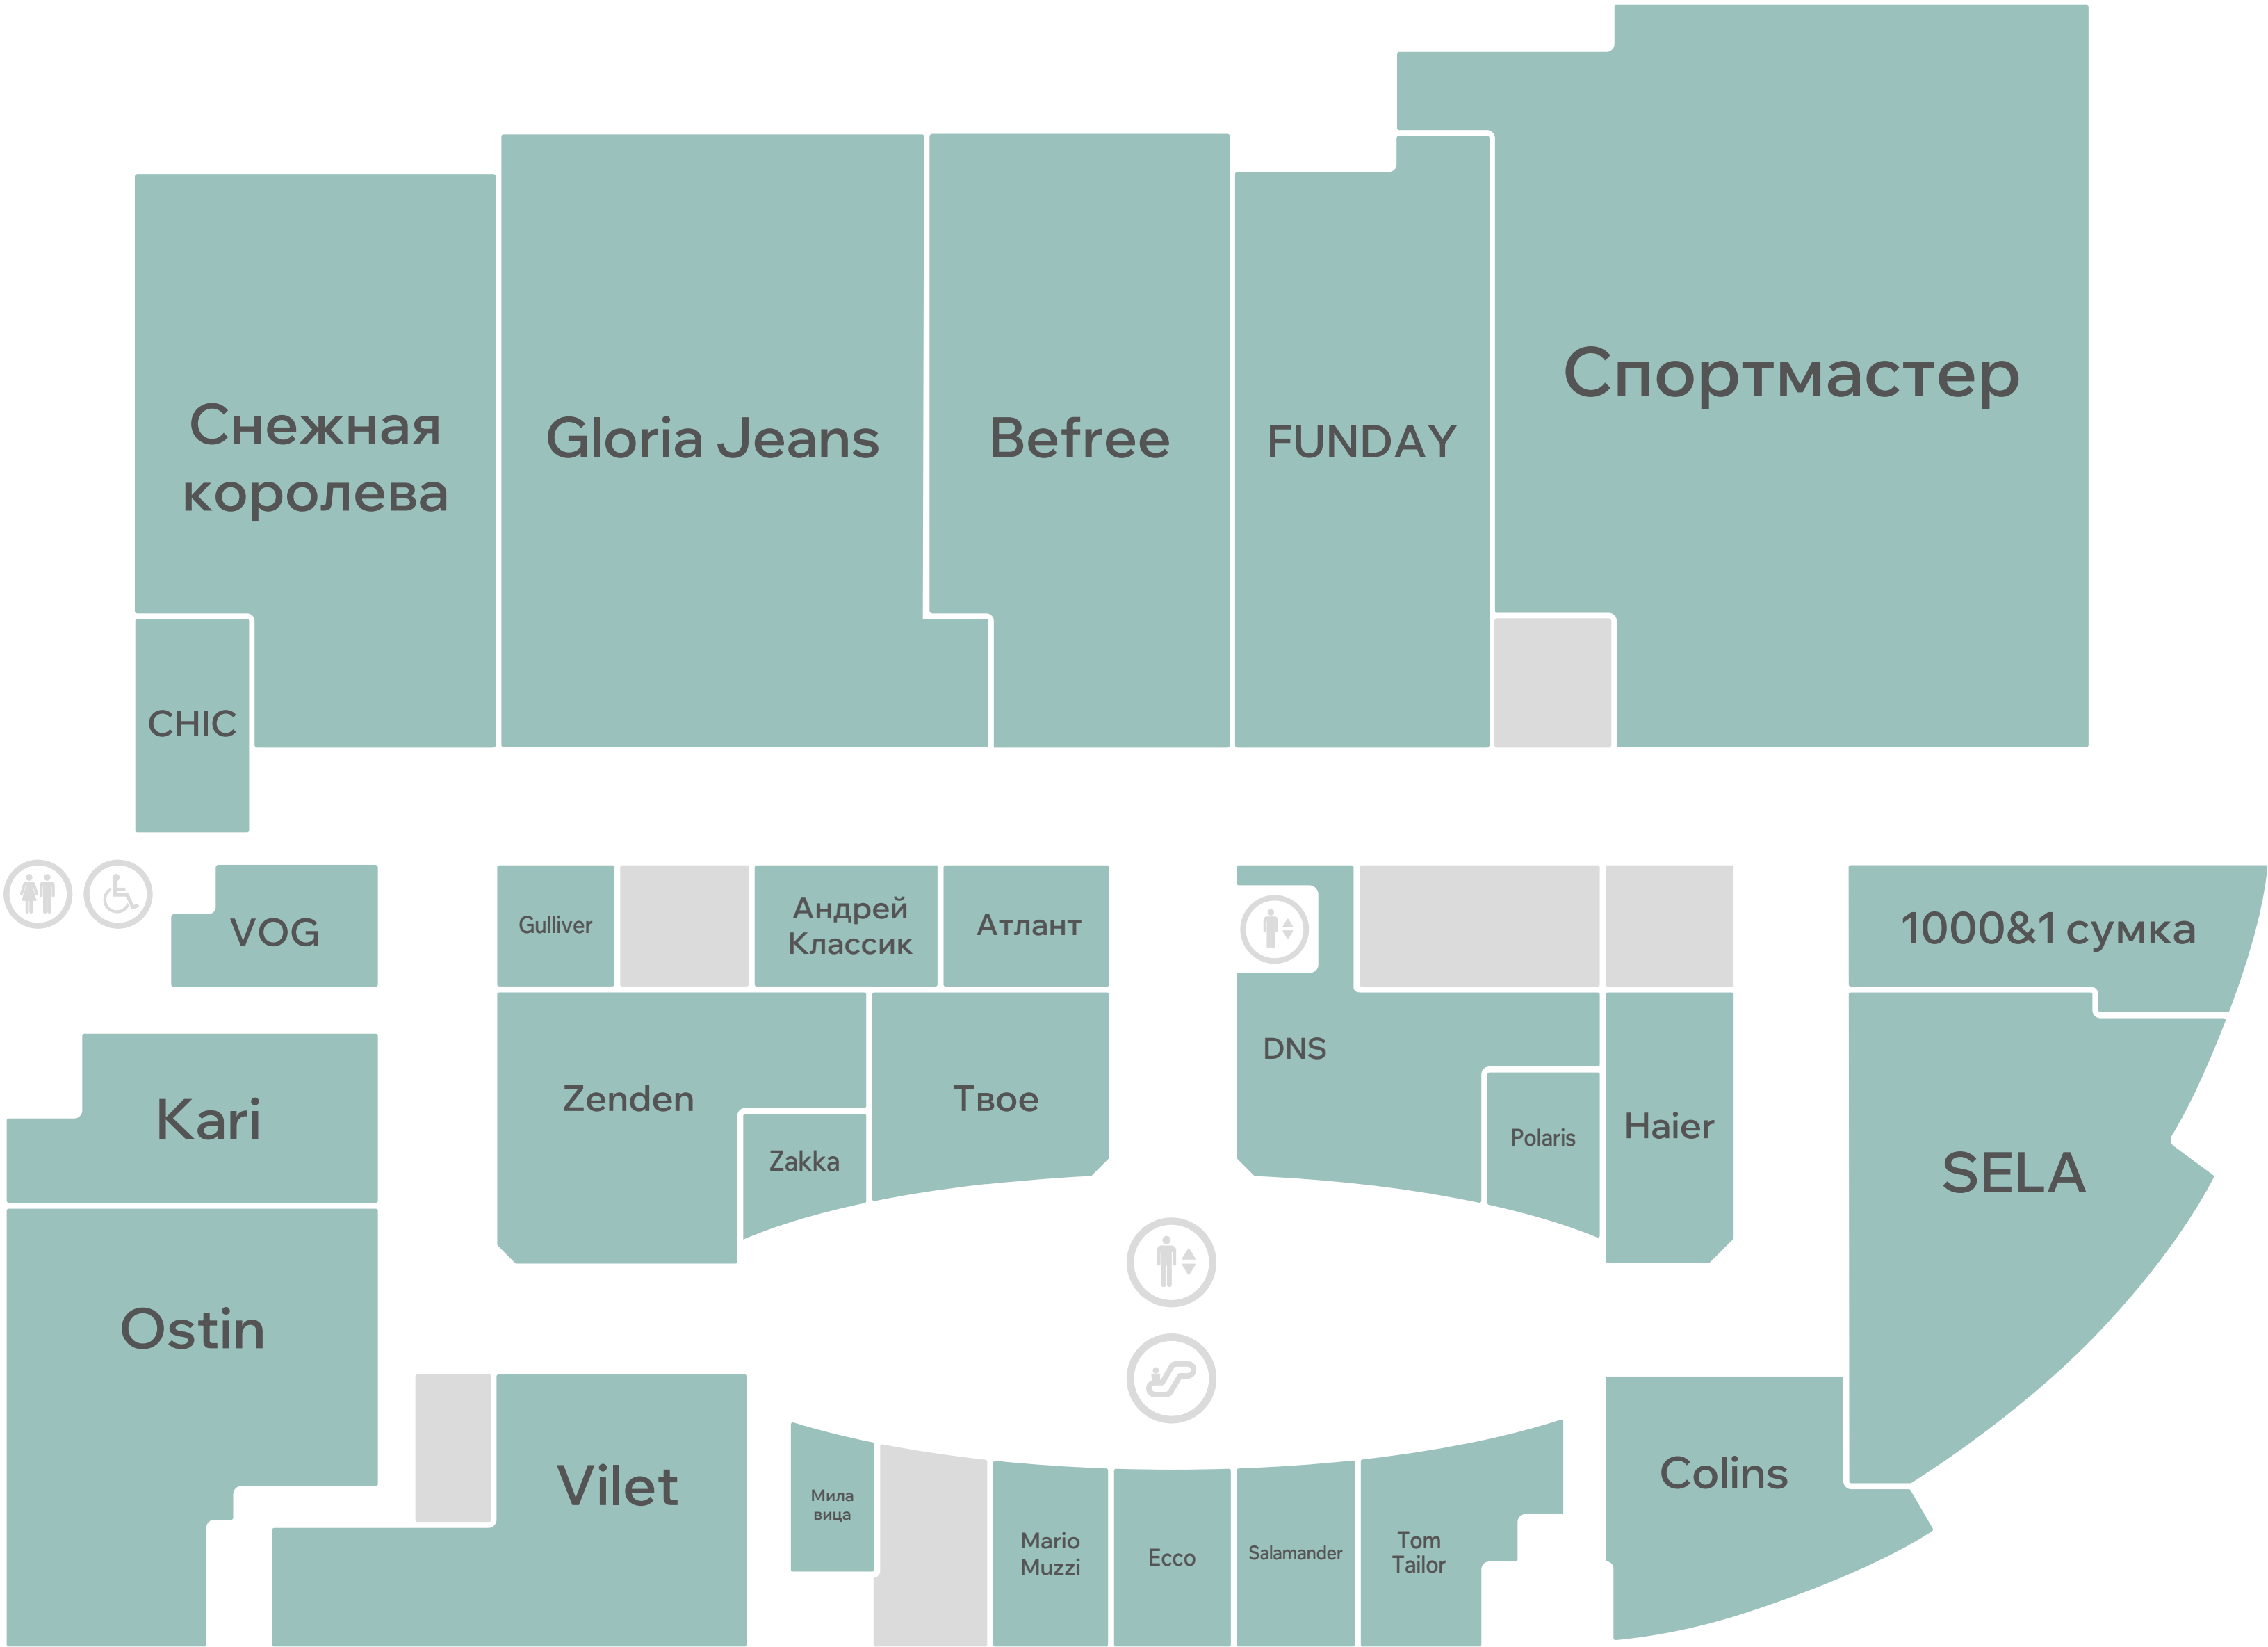 Спортмастер
Снежная
королева
Gloria Jeans
Befree
FUNDAY
CHIC
VOG
Gulliver
Андрей
Классик
Атлант
1000&1 сумка
Kari
Zenden
Zakka
Твое
DNS
Polaris
Haier
SELA
Ostin
Vilet
Мила
вица
Mario
Muzzi
Ecco
Salamander
Tom
Tailor
Colins